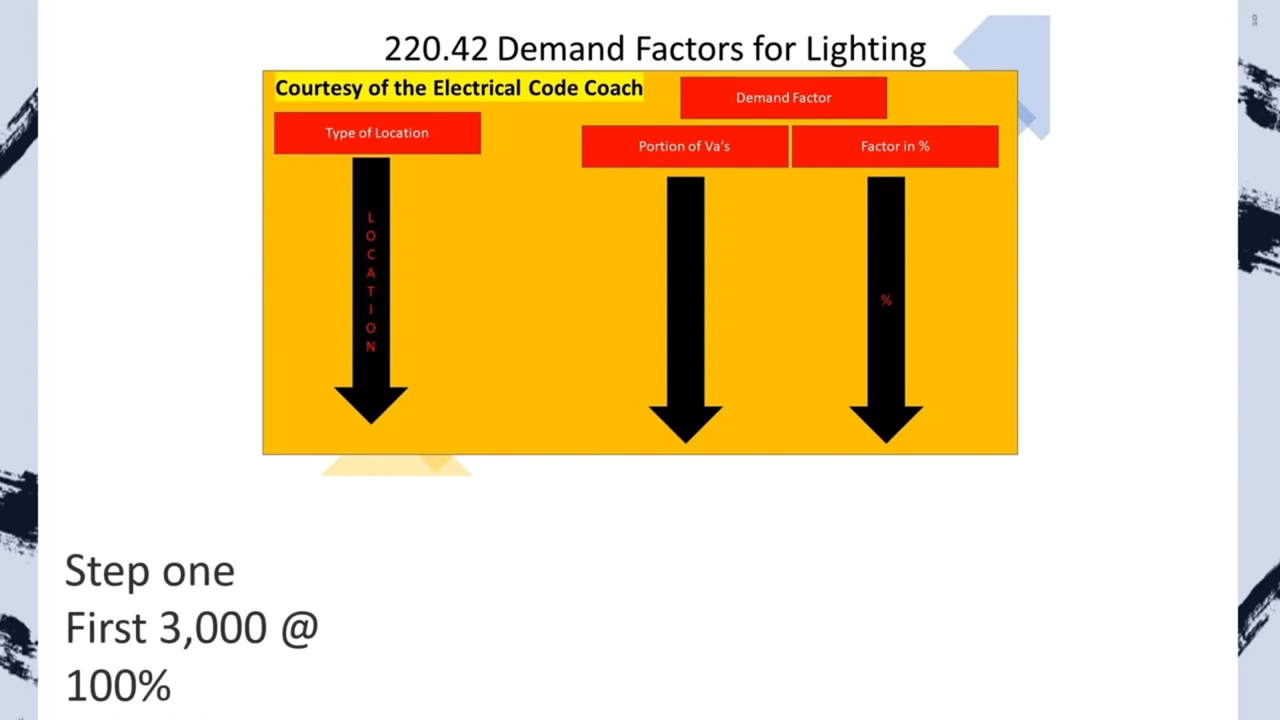 220.42 Demand Factors for Lighting
Courtesy of the Electrical Code Coach
Demand Factor
Type of Location
Portion of Va's
Factor in %
LOCATION
%
Step one
First 3,000 @
100%